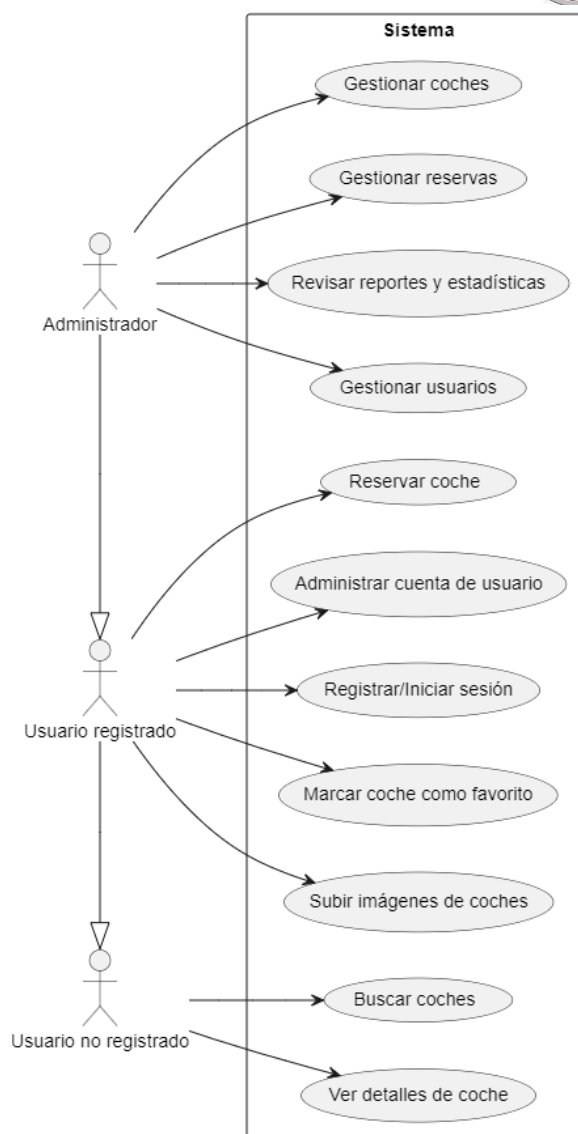 Sistema
Gestionar coches
Gestionar reservas
Revisar reportes y estadísticas
Administrador
Gestionar usuarios
Reservar coche
Administrar cuenta de usuario
Registrar/Iniciar sesión
Usuario registrado
Marcar coche como favorito
Subir imágenes de coches
Buscar coches
Usuario no registrado
Ver detalles de coche